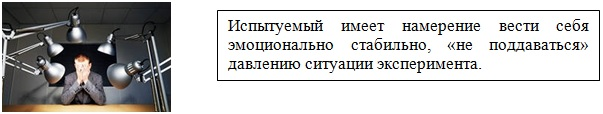 Испытуемый имеет намерение вести себя
эмоционально стабильно, «не поддаваться»
давлению ситуации эксперимента.